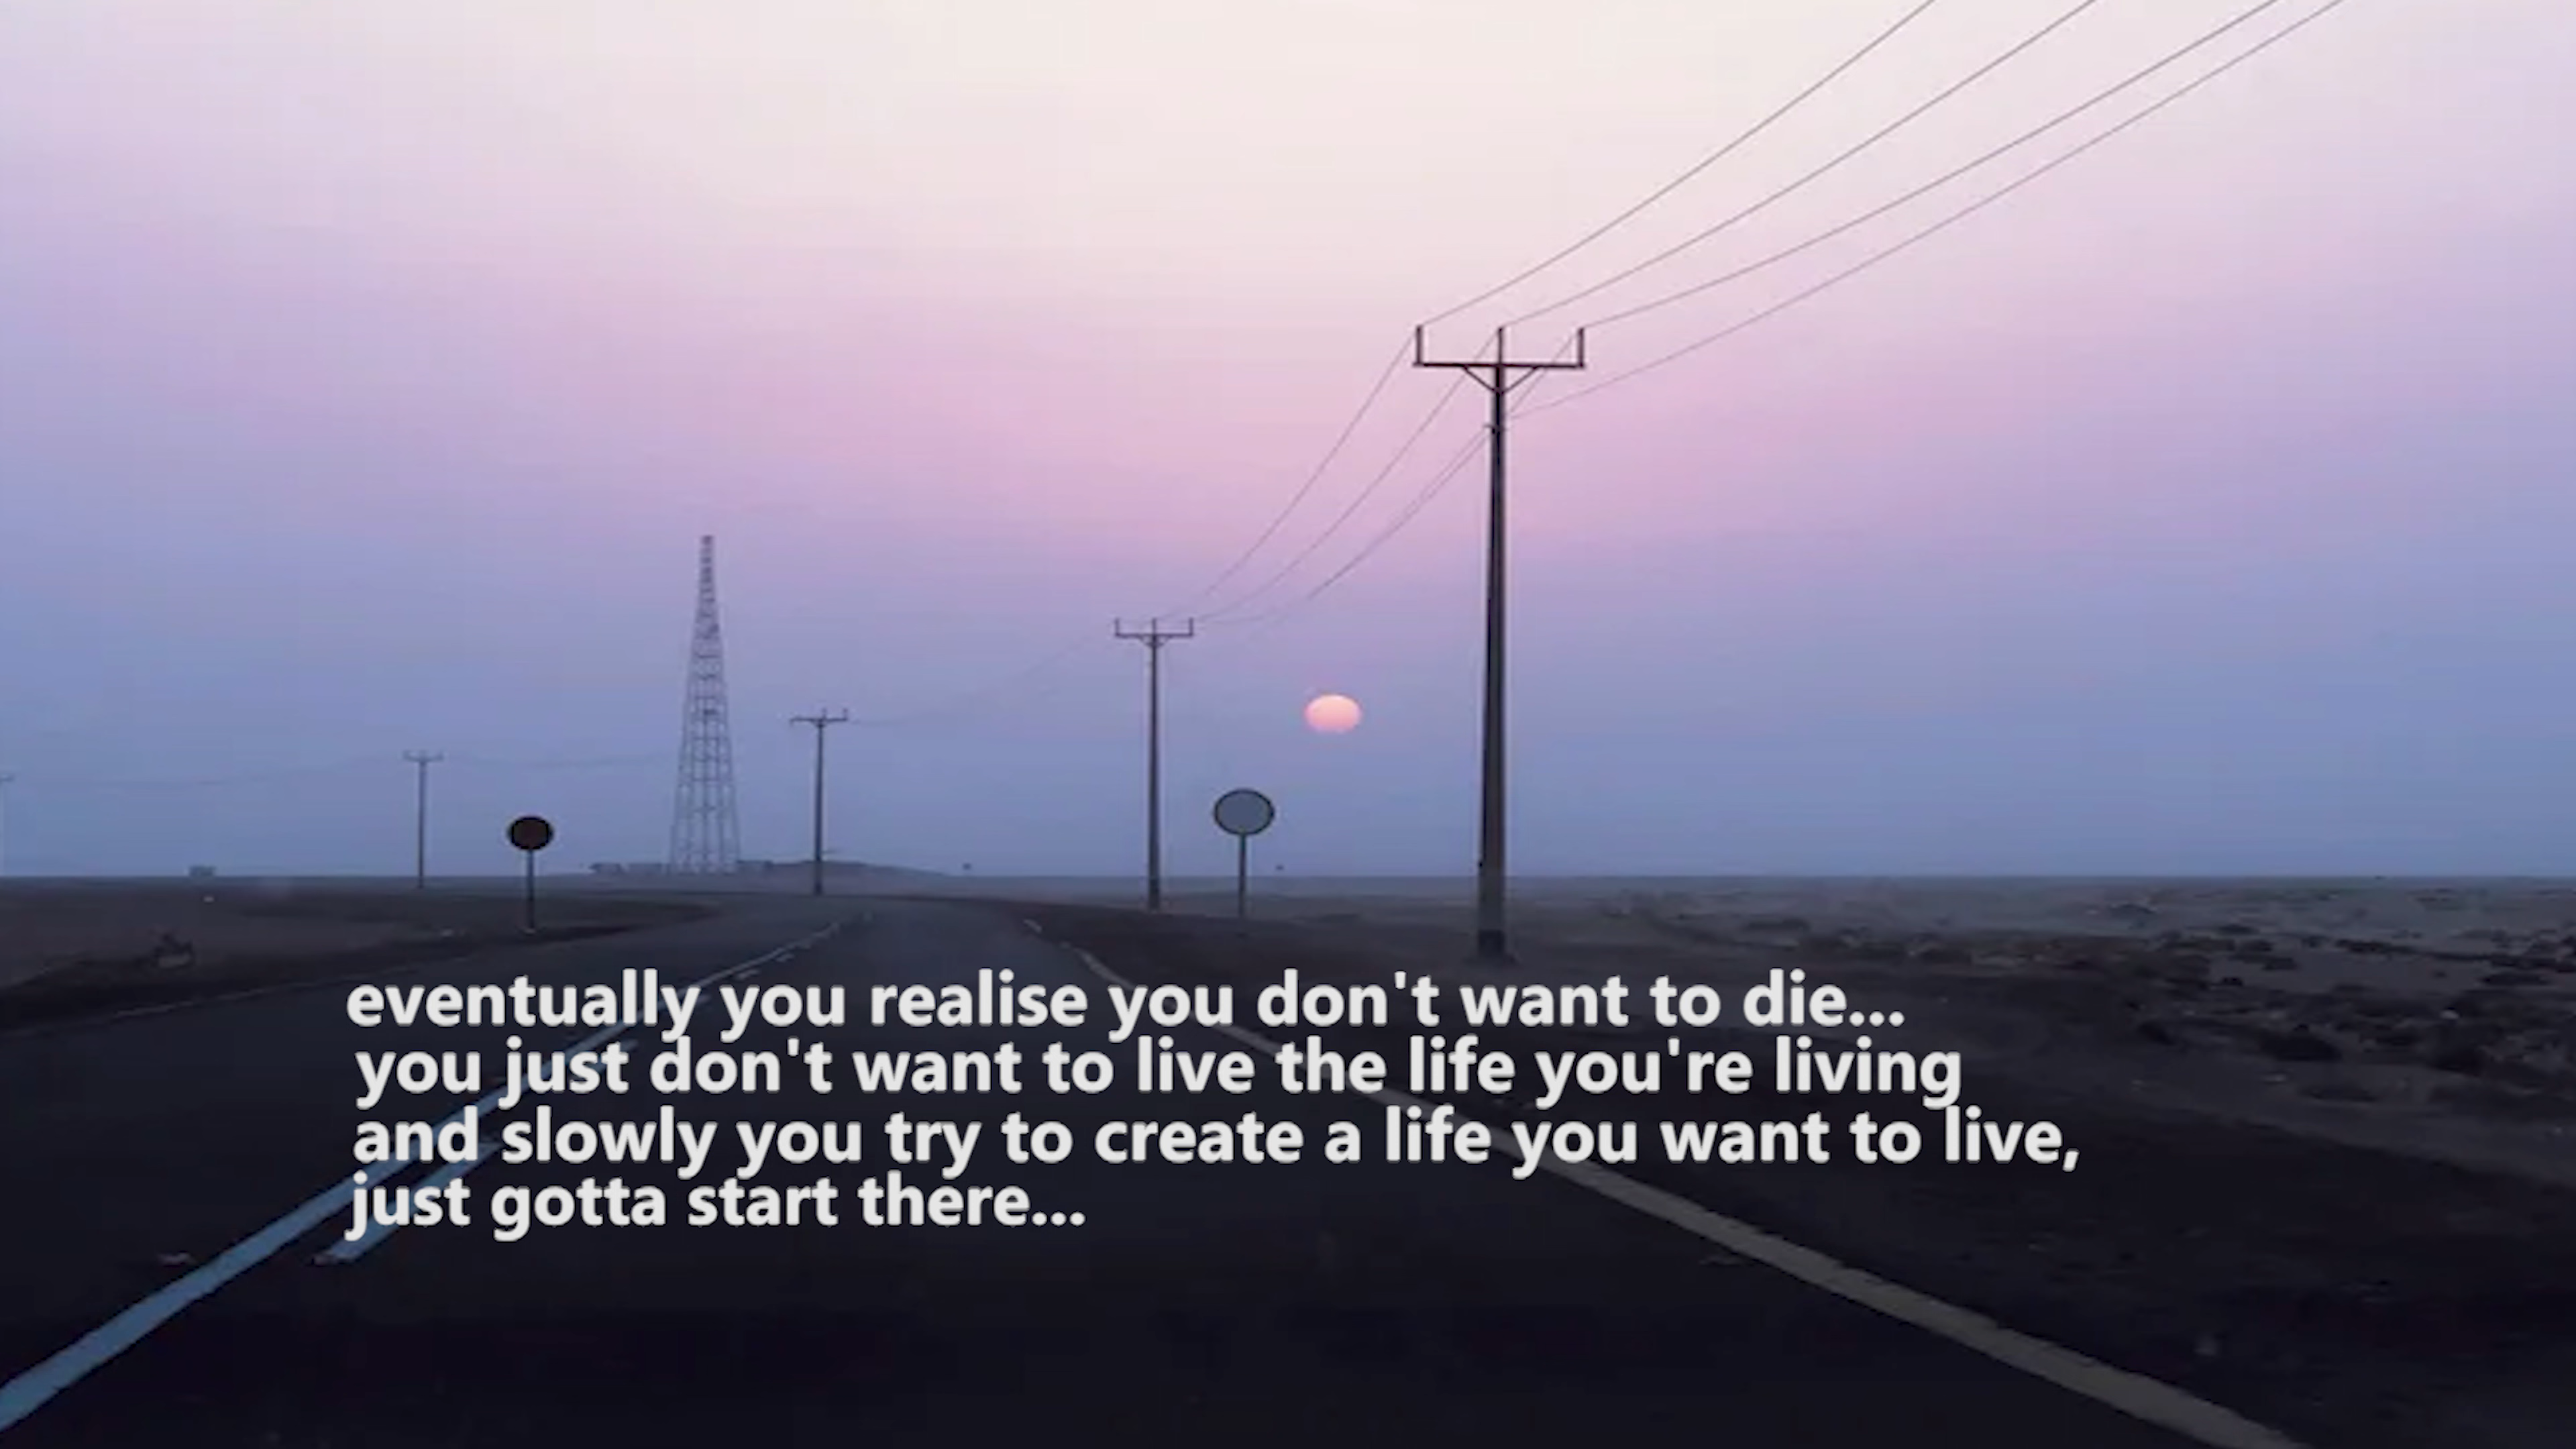 eventually you realise you don't want to die...
you just don't want to live the life you're living
and slowly you try to create a life you want to live,
just gotta start there...